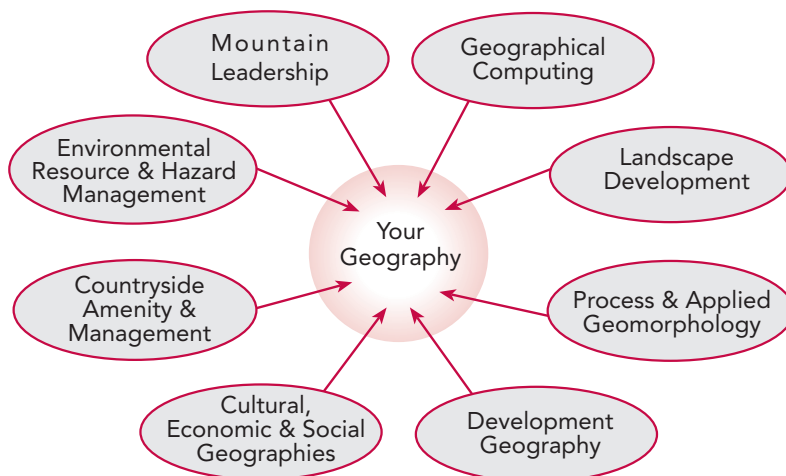 Mountain
Leadership
Geographical
Computing
Environmental
Resource & Hazard
Management
Landscape
Development
Your
Geography
Countryside
Amenity &
Management
Process & Applied
Geomorphology
Cultural,
Economic & Social
Geographies
Development
Geography